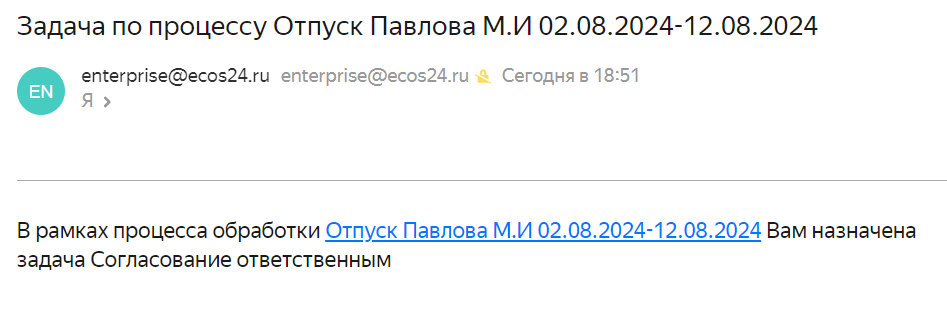 Задача по процессу Отпуск Павлова М.И 02.08.2024-12.08.2024
EN
enterprise@ecos24.ru enterprise@ecos24.ru Сегодня в 18:51
Я
В рамках процесса обработки Отпуск Павлова М.И 02.08.2024-12.08.2024 Вам назначена
задача Согласование ответственным